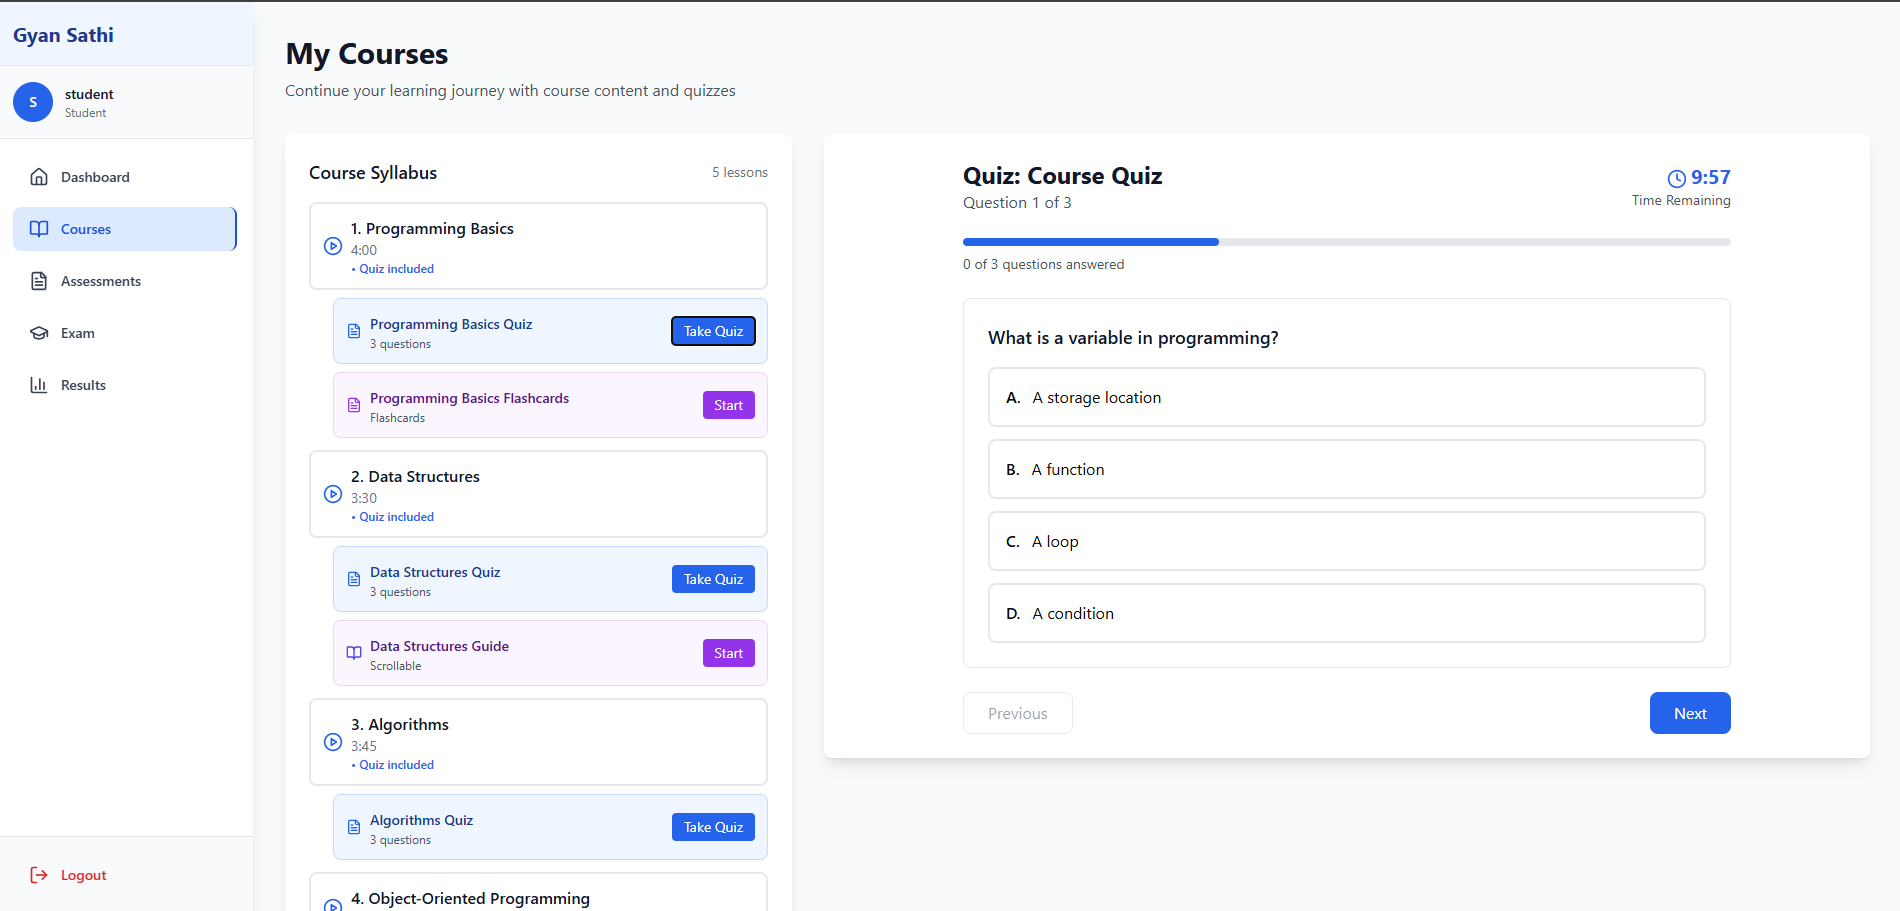 Gyan Sathi
S
student
Student
Dashboard
Courses
Assessments
Exam
Results
Logout
My Courses
Continue your learning journey with course content and quizzes
Course Syllabus
5 lessons
1. Programming Basics
4:00
• Quiz included
Programming Basics Quiz
3 questions
Take Quiz
Programming Basics Flashcards
Flashcards
Start
2. Data Structures
3:30
• Quiz included
Data Structures Quiz
3 questions
Take Quiz
Data Structures Guide
Scrollable
Start
3. Algorithms
3:45
• Quiz included
Algorithms Quiz
3 questions
Take Quiz
4. Object-Oriented Programming
Quiz: Course Quiz
Question 1 of 3
9:57
Time Remaining
0 of 3 questions answered
What is a variable in programming?
A. A storage location
B. A function
C. A loop
D. A condition
Previous
Next